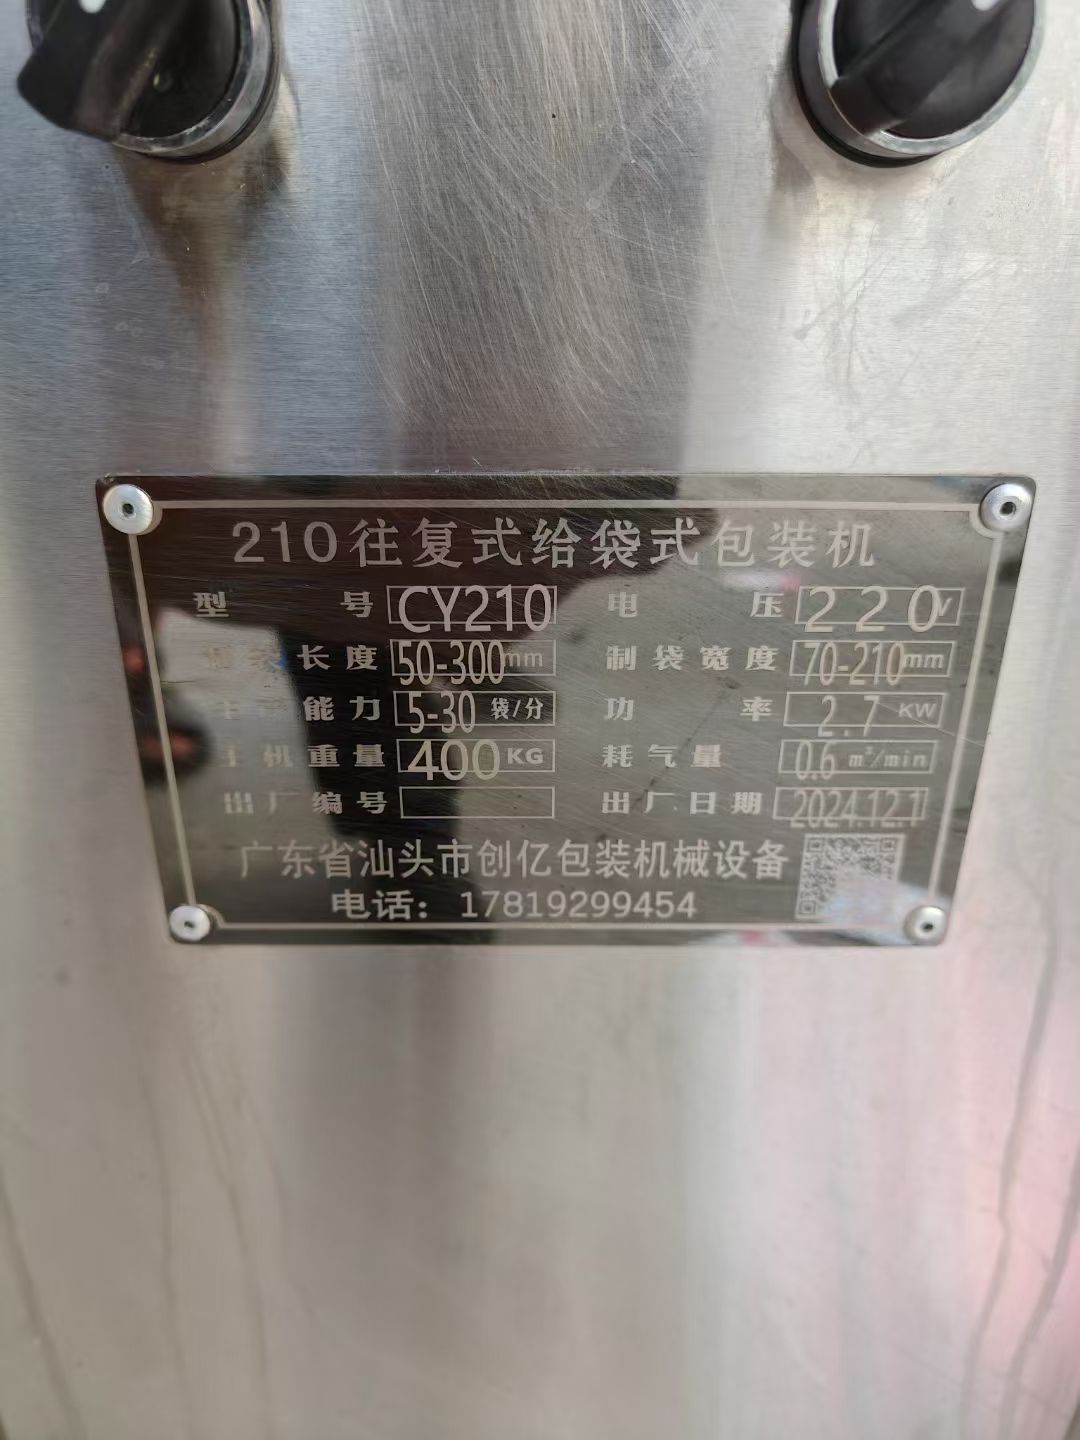 210往复式给袋式包装机
型 号 CY210 电 压 220V
制袋长度 50-300mm 制袋宽度 70-210mm
能力 5-30袋/分 功 率 2.7KW
主机重量 400KG 耗气量 0.6m³/min
出厂编号 出厂日期 2024.12.1
广东省汕头市创亿包装机械设备
电话：17819299454